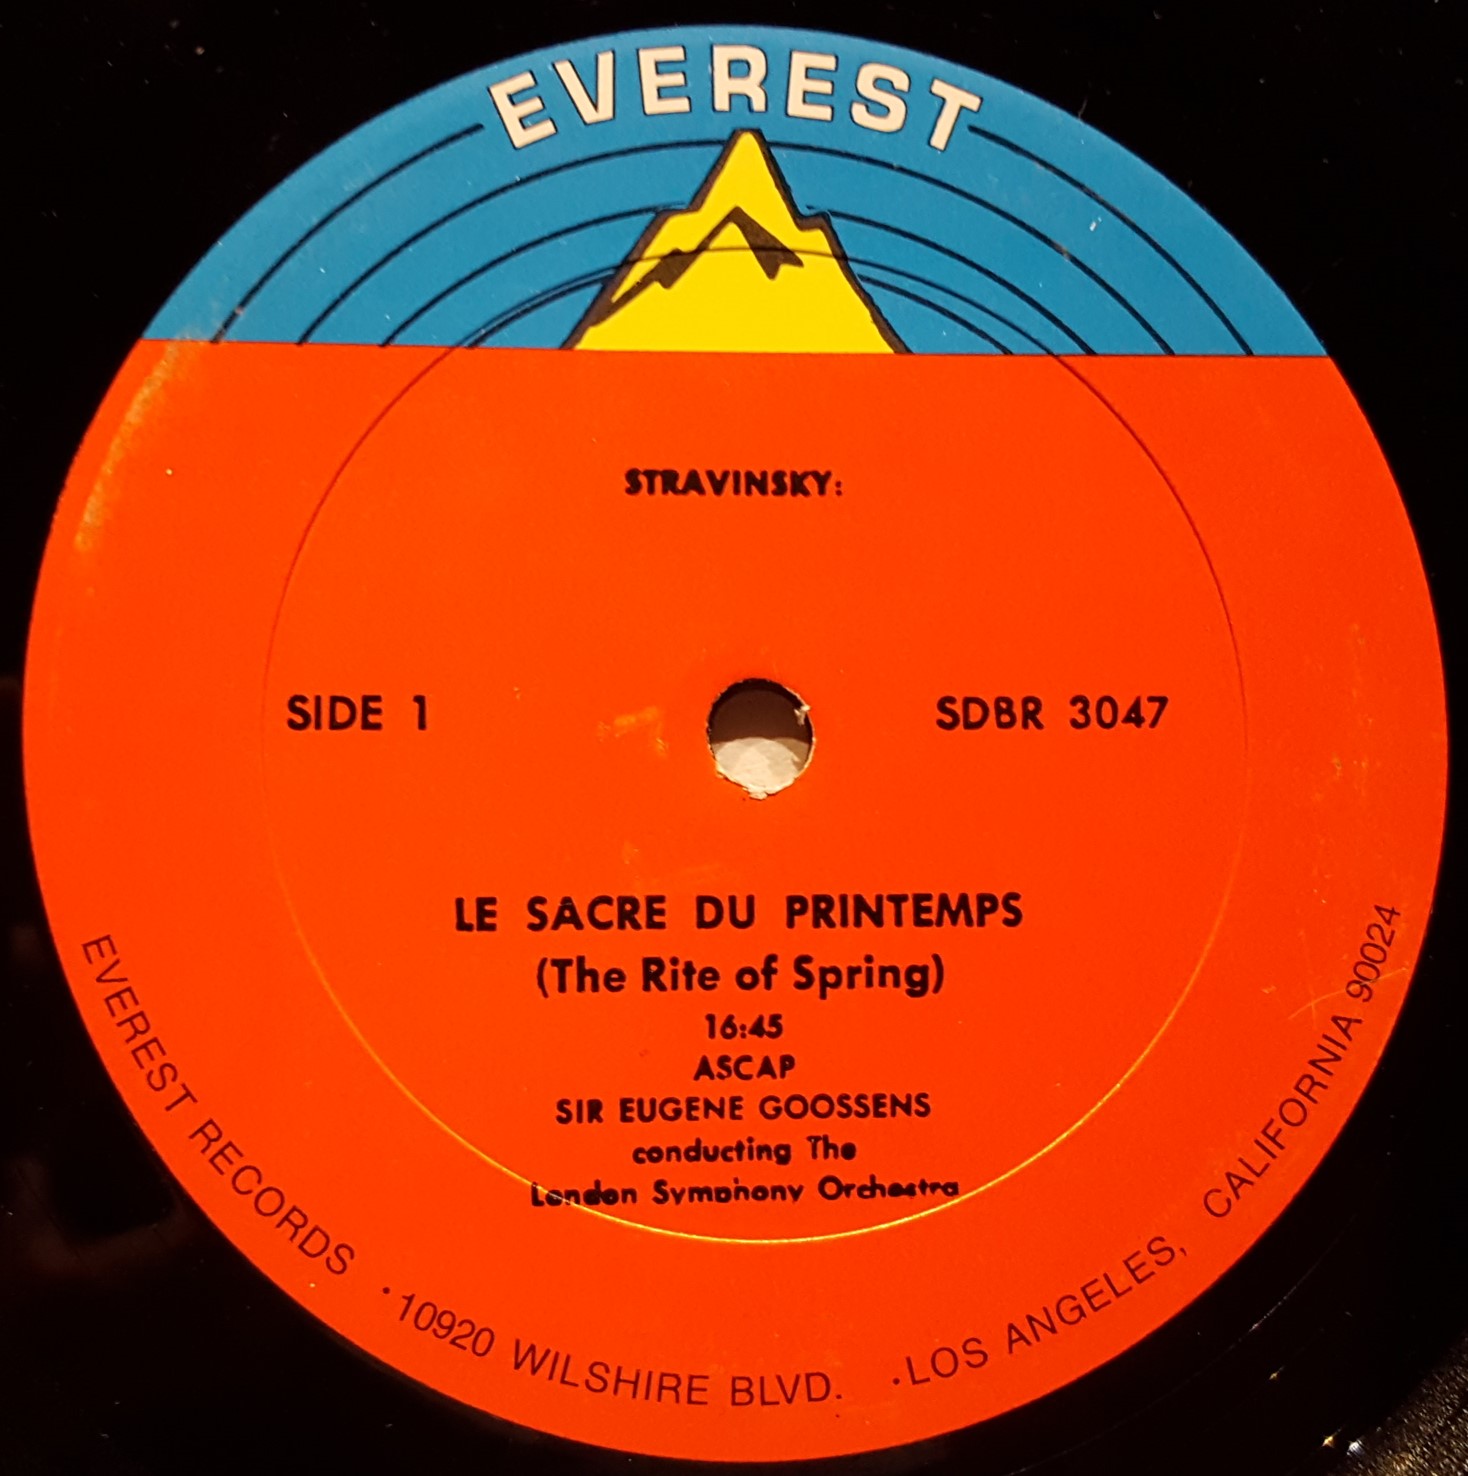 EVEREST
STRAVINSKY:
SIDE 1
SDBR 3047
LE SACRE DU PRINTEMPS
(The Rite of Spring)
16:45
ASCAP
SIR EUGENE GOOSSENS
conducting The
London Symphony Orchestra
EVEREST RECORDS · 10920 WILSHIRE BLVD. · LOS ANGELES, CALIFORNIA 90024